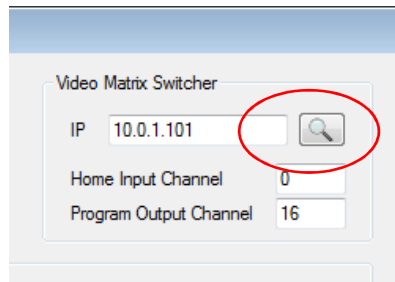 Video Matrix Switcher
IP 10.0.1.101
Home Input Channel 0
Program Output Channel 16